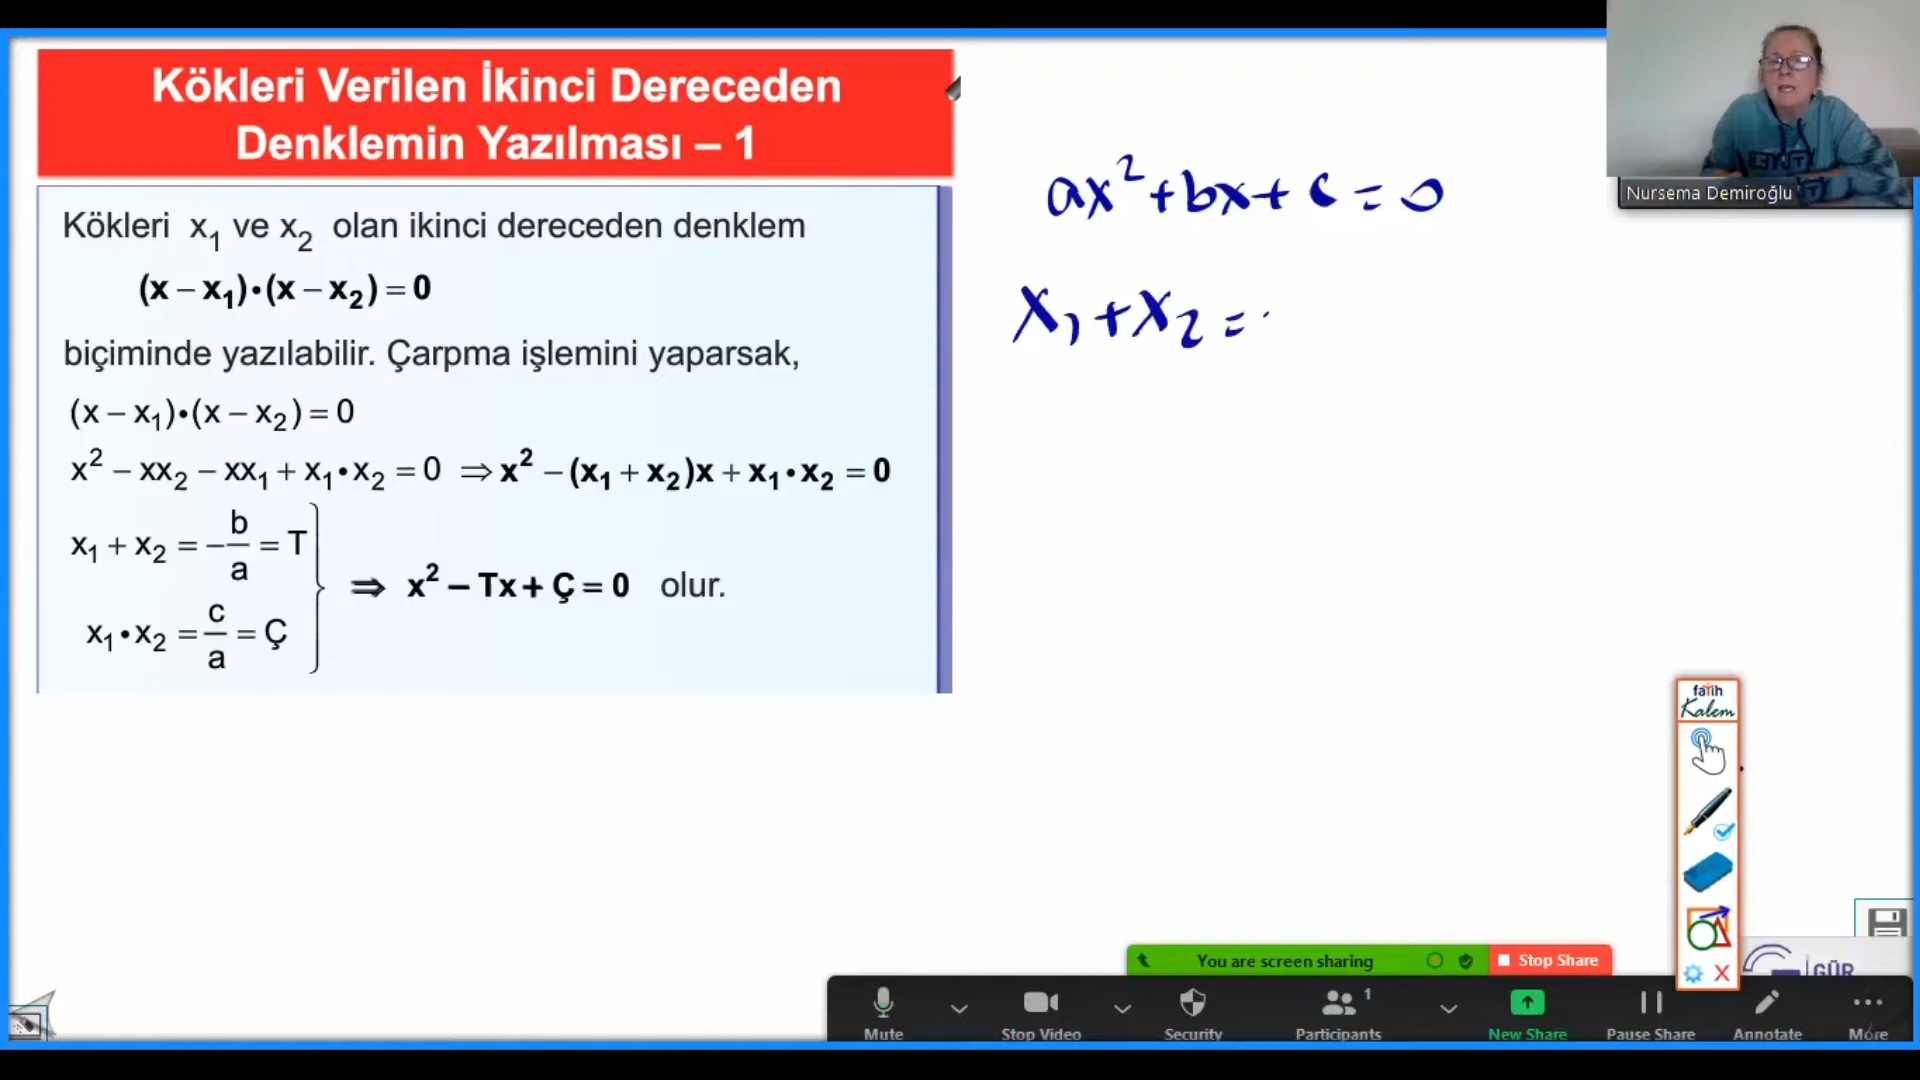 Kökleri Verilen İkinci Dereceden
Denklemin Yazılması – 1
Kökleri x₁ ve x₂ olan ikinci dereceden denklem
(x – x₁)•(x – x₂) = 0
biçiminde yazılabilir. Çarpma işlemini yaparsak,
(x – x₁)•(x – x₂) = 0
x² – xx₂ – xx₁ + x₁•x₂ = 0 ⇒ x² – (x₁ + x₂)x + x₁•x₂ = 0
x₁ + x₂ = –b/a = T
x₁•x₂ = c/a = Ç
⇒ x² – Tx + Ç = 0 olur.
ax² + bx + c = 0
x₁ + x₂ =
Nursema Demiroğlu
fatih
Kalem
X
GÜR
You are screen sharing
Stop Share
Mute
Stop Video
Security
1
Participants
New Share
Pause Share
Annotate
More